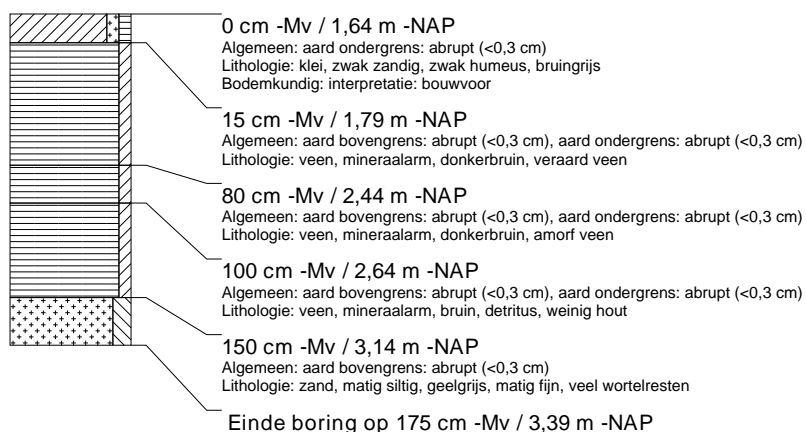 0 cm -Mv / 1,64 m -NAP
Algemeen: aard ondergrens: abrupt (<0,3 cm)
Lithologie: klei, zwak zandig, zwak humeus, bruingrijs
Bodemkundig: interpretatie: bouwvoor
15 cm -Mv / 1,79 m -NAP
Algemeen: aard bovengrens: abrupt (<0,3 cm), aard ondergrens: abrupt (<0,3 cm)
Lithologie: veen, mineraalarm, donkerbruin, veraard veen
80 cm -Mv / 2,44 m -NAP
Algemeen: aard bovengrens: abrupt (<0,3 cm), aard ondergrens: abrupt (<0,3 cm)
Lithologie: veen, mineraalarm, donkerbruin, amorf veen
100 cm -Mv / 2,64 m -NAP
Algemeen: aard bovengrens: abrupt (<0,3 cm), aard ondergrens: abrupt (<0,3 cm)
Lithologie: veen, mineraalarm, bruin, detritus, weinig hout
150 cm -Mv / 3,14 m -NAP
Algemeen: aard bovengrens: abrupt (<0,3 cm)
Lithologie: zand, matig siltig, geelgrijs, matig fijn, veel wortelresten
Einde boring op 175 cm -Mv / 3,39 m -NAP